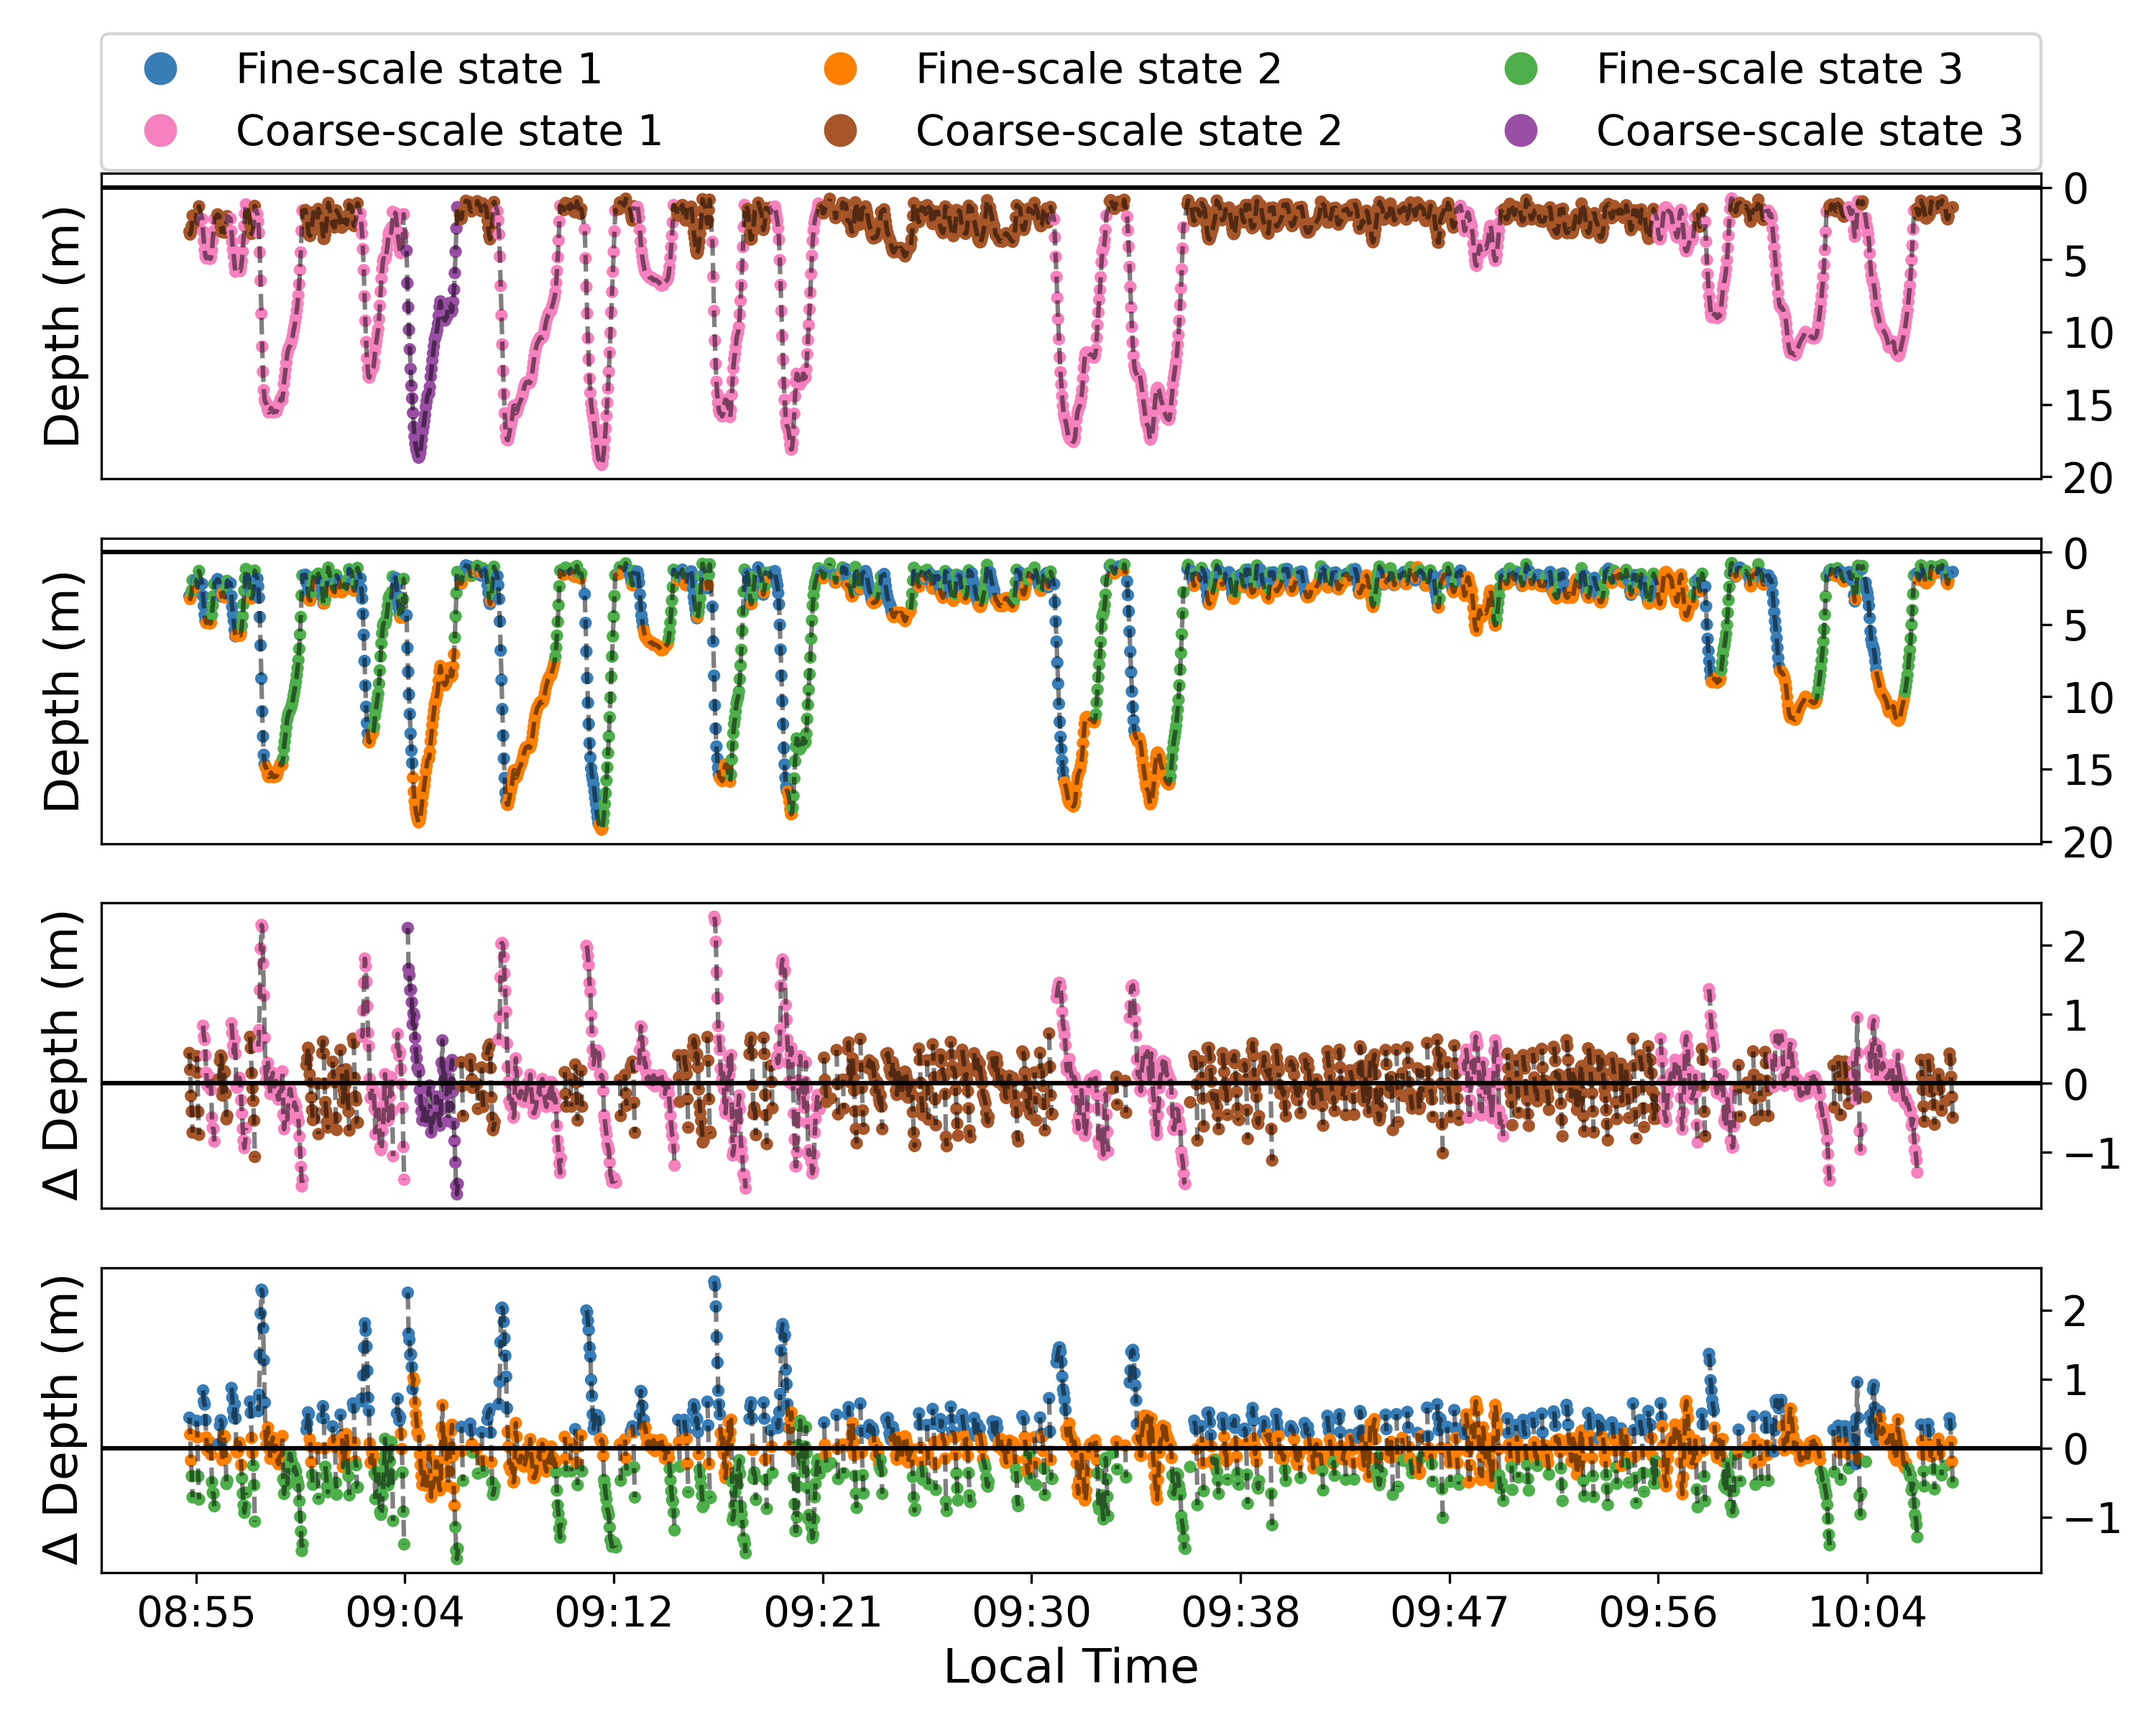 Fine-scale state 1 Fine-scale state 2 Fine-scale state 3
Coarse-scale state 1 Coarse-scale state 2 Coarse-scale state 3
Depth (m)
0
5
10
15
20
Depth (m)
0
5
10
15
20
Δ Depth (m)
2
1
0
−1
Δ Depth (m)
2
1
0
−1
08:55 09:04 09:12 09:21 09:30 09:38 09:47 09:56 10:04
Local Time